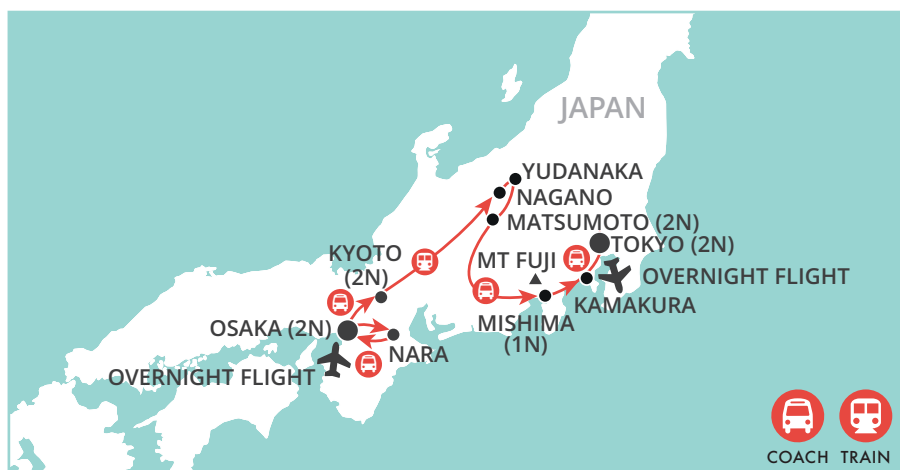 JAPAN
YUDANAKA
NAGANO
MATSUMOTO (2N)
TOKYO (2N)
KYOTO
(2N)
MT FUJI
OVERNIGHT FLIGHT
KAMAKURA
MISHIMA
(1N)
OSAKA (2N)
NARA
OVERNIGHT FLIGHT
COACH TRAIN